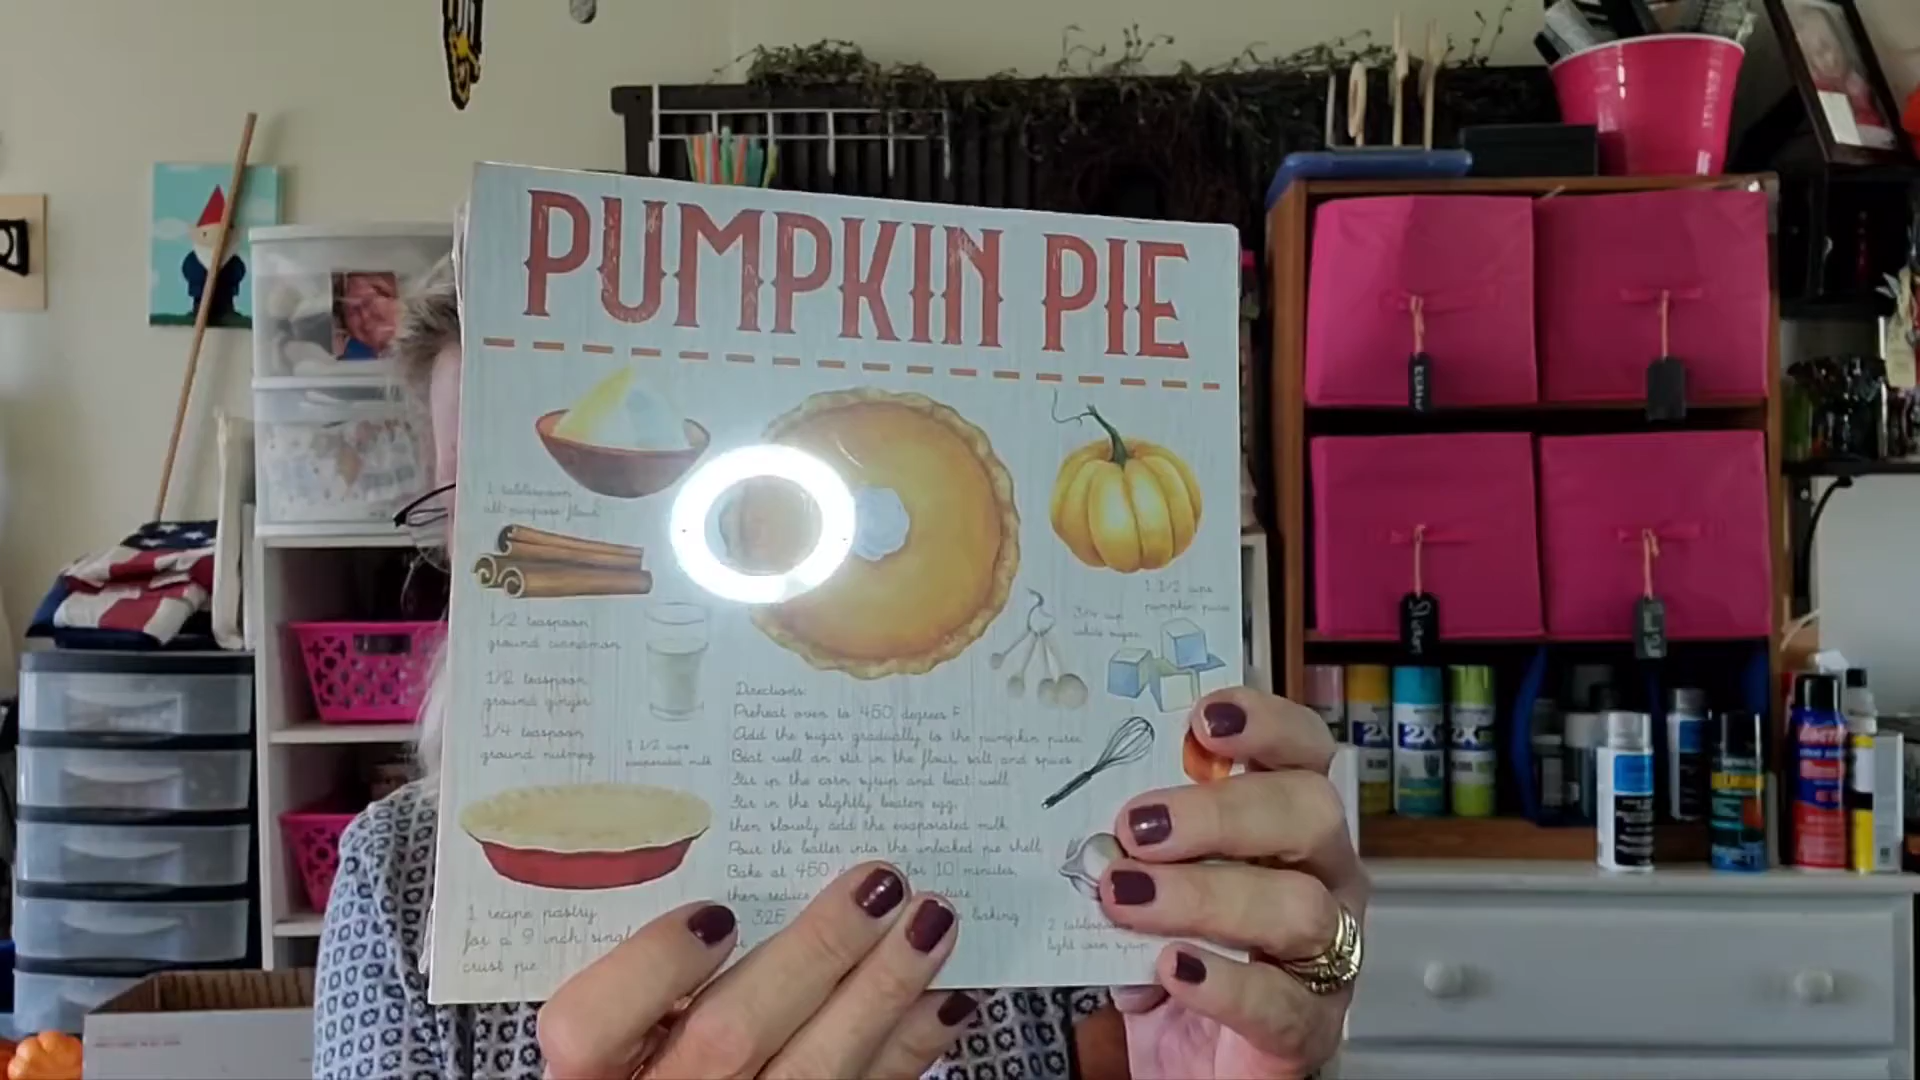 PUMPKIN PIE
1 tablespoon
all purpose flour
1/2 teaspoon
ground cinnamon
1/2 teaspoon
ground ginger
1/4 teaspoon
ground nutmeg
1 1/2 cups
evaporated milk
1 recipe pastry
for a 9 inch single
crust pie
3/4 cup
white sugar
1 1/2 cups
pumpkin puree
Directions:
Preheat oven to 450 degrees F.
Add the sugar gradually to the pumpkin puree.
Beat well an stir in the flour, salt and spices.
Stir in the corn syrup and beat well.
Stir in the slightly beaten egg,
then slowly add the evaporated milk.
Pour the batter into the unbaked pie shell.
Bake at 450 for 10 minutes,
then reduce
325 baking
2 tablespoons
light corn syrup
2X
2X
2X